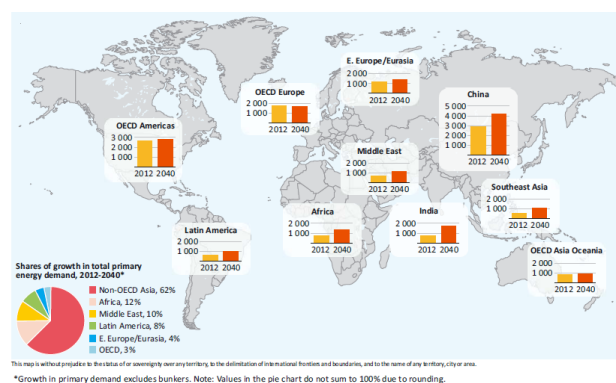 E. Europe/Eurasia
2 000
1 000
2012 2040
OECD Europe
2 000
1 000
2012 2040
China
5 000
4 000
3 000
2 000
1 000
2012 2040
OECD Americas
3 000
2 000
1 000
2012 2040
Middle East
2 000
1 000
2012 2040
Southeast Asia
2 000
1 000
2012 2040
Africa
2 000
1 000
2012 2040
India
2 000
1 000
2012 2040
Latin America
2 000
1 000
2012 2040
OECD Asia Oceania
2 000
1 000
2012 2040
Shares of growth in total primary
energy demand, 2012-2040*
Non-OECD Asia, 62%
Africa, 12%
Middle East, 10%
Latin America, 8%
E. Europe/Eurasia, 4%
OECD, 3%
This map is without prejudice to the status of or sovereignty over any territory, to the delimitation of international frontiers and boundaries, and to the name of any territory, city or area.
*Growth in primary demand excludes bunkers. Note: Values in the pie chart do not sum to 100% due to rounding.